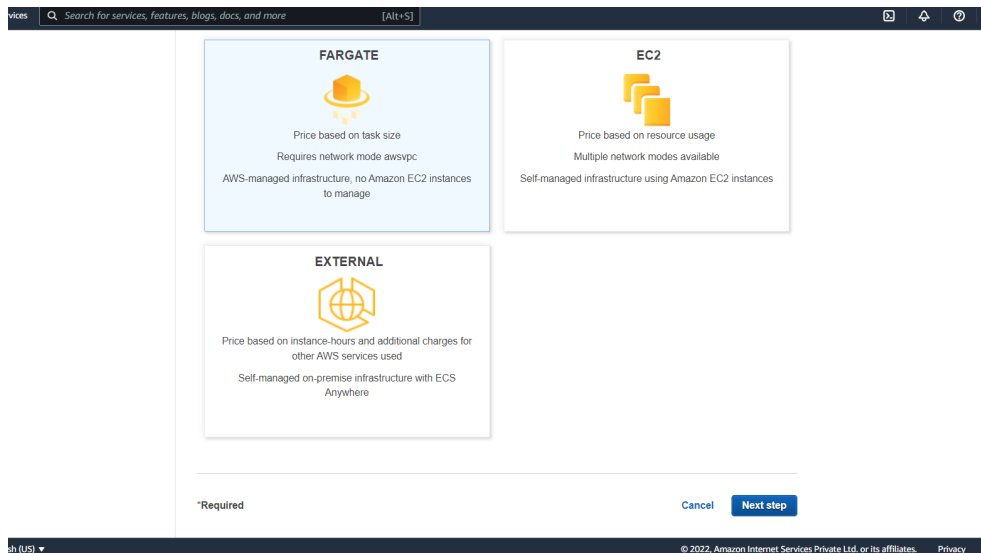 vices Search for services, features, blogs, docs, and more [Alt+S]
FARGATE
Price based on task size
Requires network mode awsvpc
AWS-managed infrastructure, no Amazon EC2 instances
to manage
EC2
Price based on resource usage
Multiple network modes available
Self-managed infrastructure using Amazon EC2 instances
EXTERNAL
Price based on instance-hours and additional charges for
other AWS services used
Self-managed on-premise infrastructure with ECS
Anywhere
*Required
Cancel Next step
sh (US) © 2022, Amazon Internet Services Private Ltd. or its affiliates. Privacy